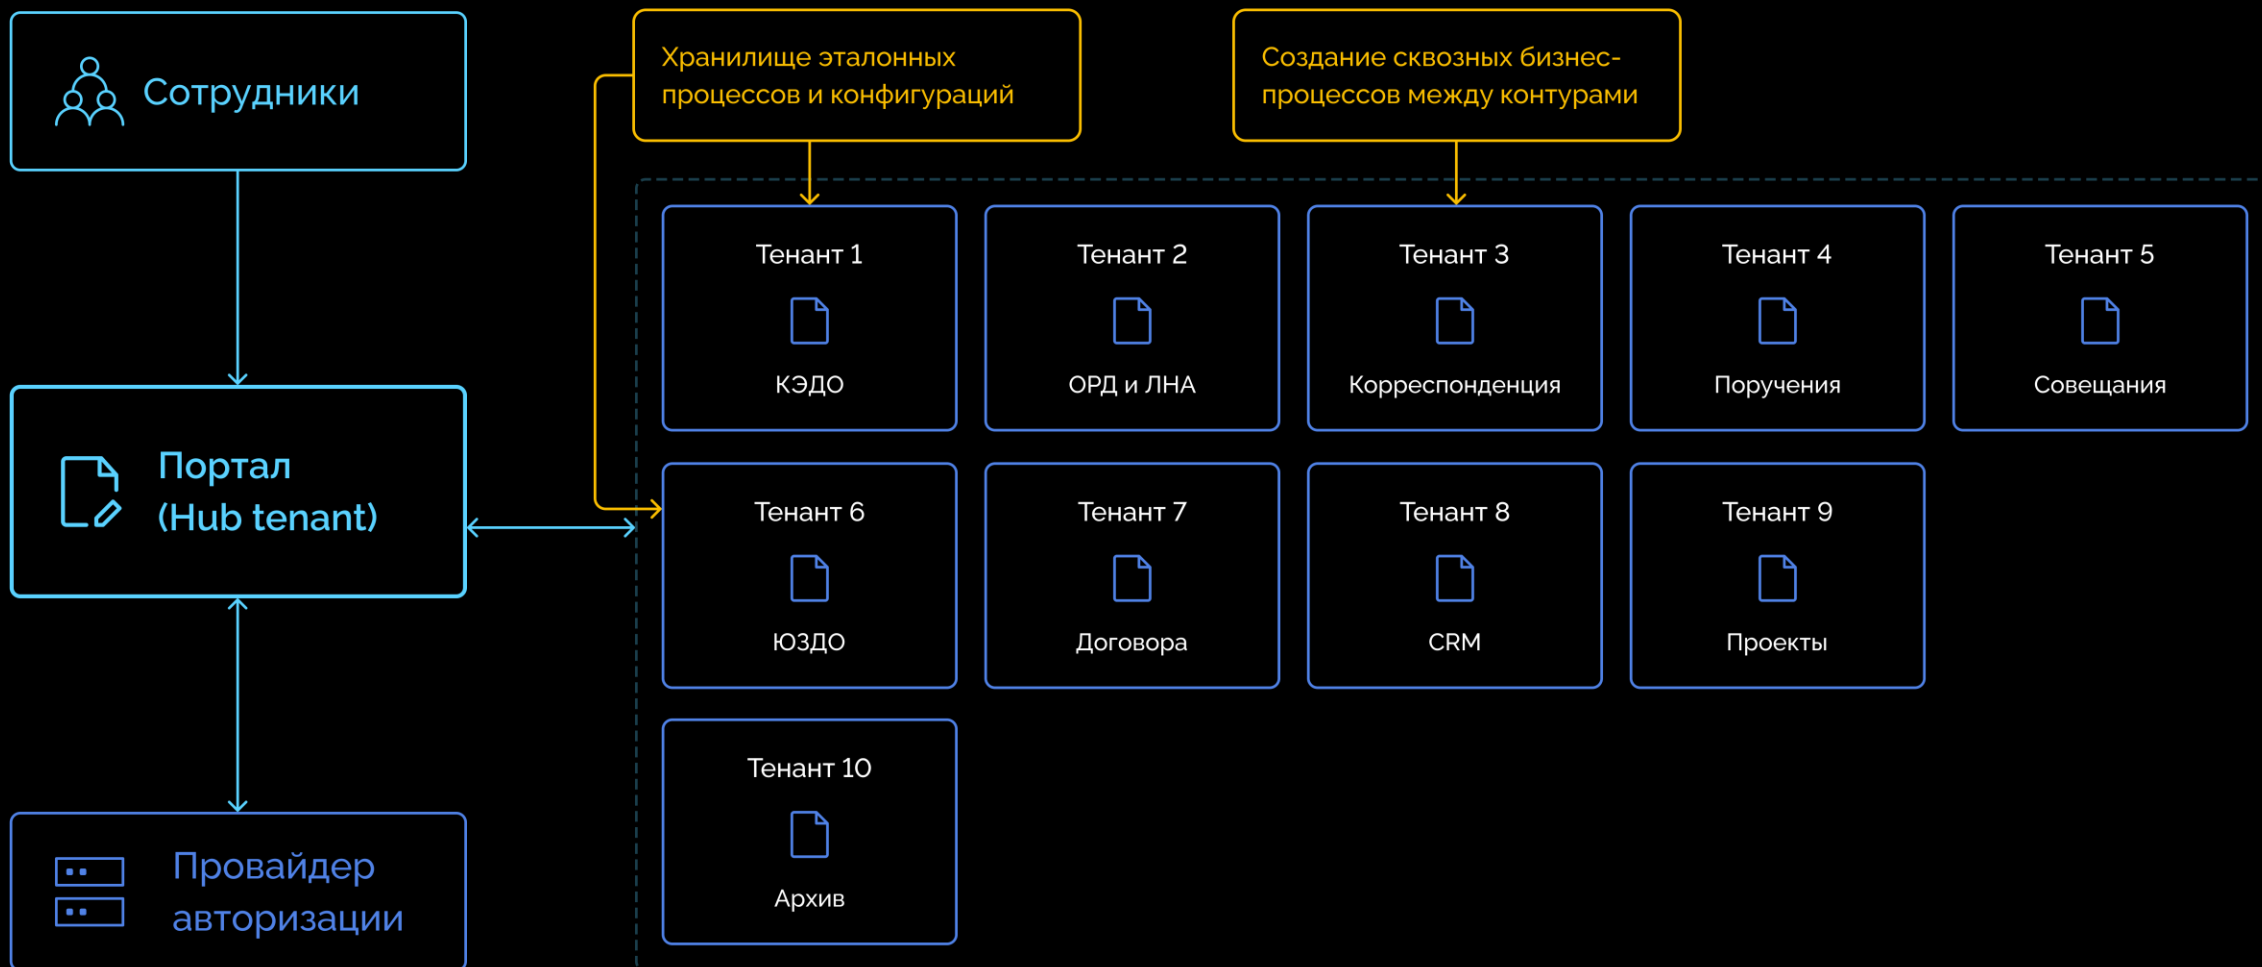 Сотрудники
Хранилище эталонных
процессов и конфигураций
Создание сквозных бизнес-
процессов между контурами
Тенант 1
КЭДО
Тенант 2
ОРД и ЛНА
Тенант 3
Корреспонденция
Тенант 4
Поручения
Тенант 5
Совещания
Портал
(Hub tenant)
Тенант 6
ЮЗДО
Тенант 7
Договора
Тенант 8
CRM
Тенант 9
Проекты
Тенант 10
Архив
Провайдер
авторизации